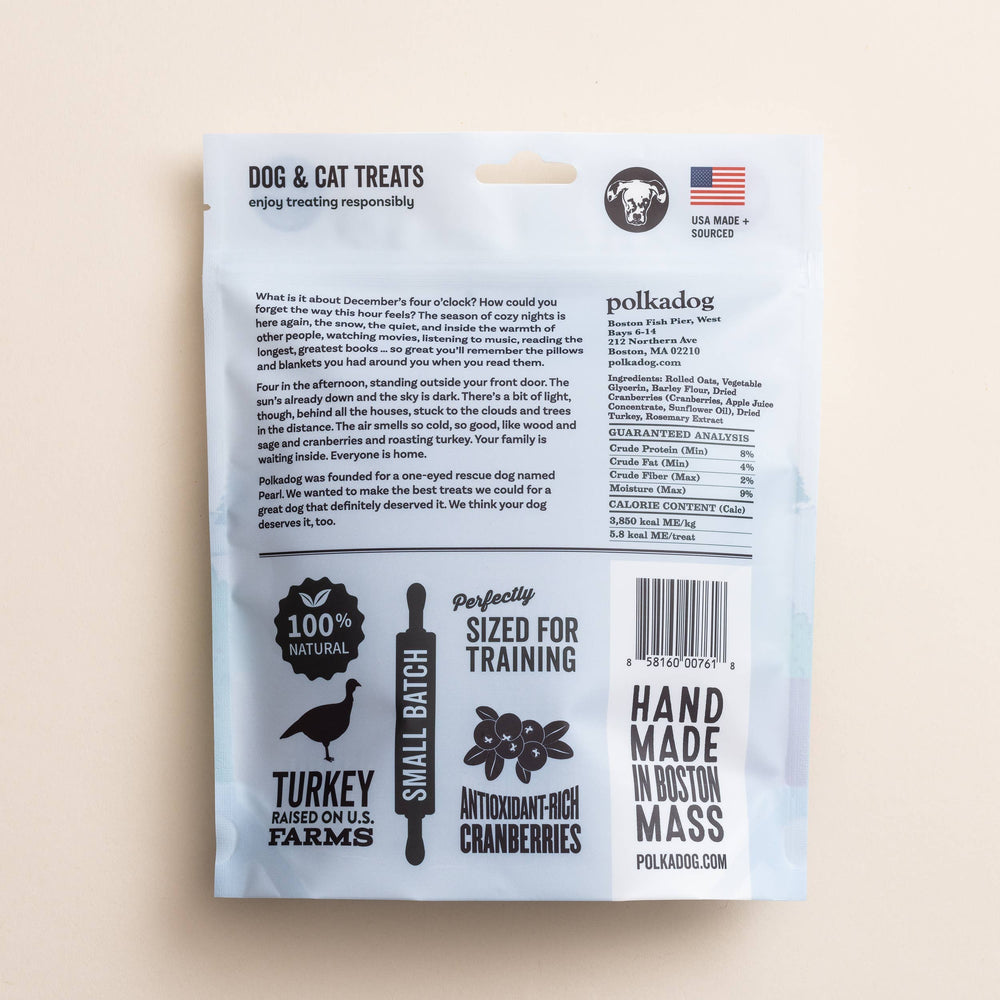 DOG & CAT TREATS
enjoy treating responsibly
USA MADE +
SOURCED
What is it about December's four o'clock? How could you
forget the way this hour feels? The season of cozy nights is
here again, the snow, the quiet, and inside the warmth of
other people, watching movies, listening to music, reading the
longest, greatest books ... so great you'll remember the pillows
and blankets you had around you when you read them.
Four in the afternoon, standing outside your front door. The
sun's already down and the sky is dark. There's a bit of light,
though, behind all the houses, stuck to the clouds and trees
in the distance. The air smells so cold, so good, like wood and
sage and cranberries and roasting turkey. Your family is
waiting inside. Everyone is home.
Polkadog was founded for a one-eyed rescue dog named
Pearl. We wanted to make the best treats we could for a
great dog that definitely deserved it. We think your dog
deserves it, too.
polkadog
Boston Fish Pier, West
Bays 6-14
212 Northern Ave
Boston, MA 02210
polkadog.com
Ingredients: Rolled Oats, Vegetable
Glycerin, Barley Flour, Dried
Cranberries (Cranberries, Apple Juice
Concentrate, Sunflower Oil), Dried
Turkey, Rosemary Extract
GUARANTEED ANALYSIS
Crude Protein (Min) 8%
Crude Fat (Min) 4%
Crude Fiber (Max) 2%
Moisture (Max) 9%
CALORIE CONTENT (Calc)
3,850 kcal ME/kg
5.8 kcal ME/treat
100%
NATURAL
TURKEY
RAISED ON U.S.
FARMS
SMALL BATCH
Perfectly
SIZED FOR
TRAINING
ANTIOXIDANT-RICH
CRANBERRIES
8 58160 00761 8
HAND
MADE
IN BOSTON
MASS
POLKADOG.COM